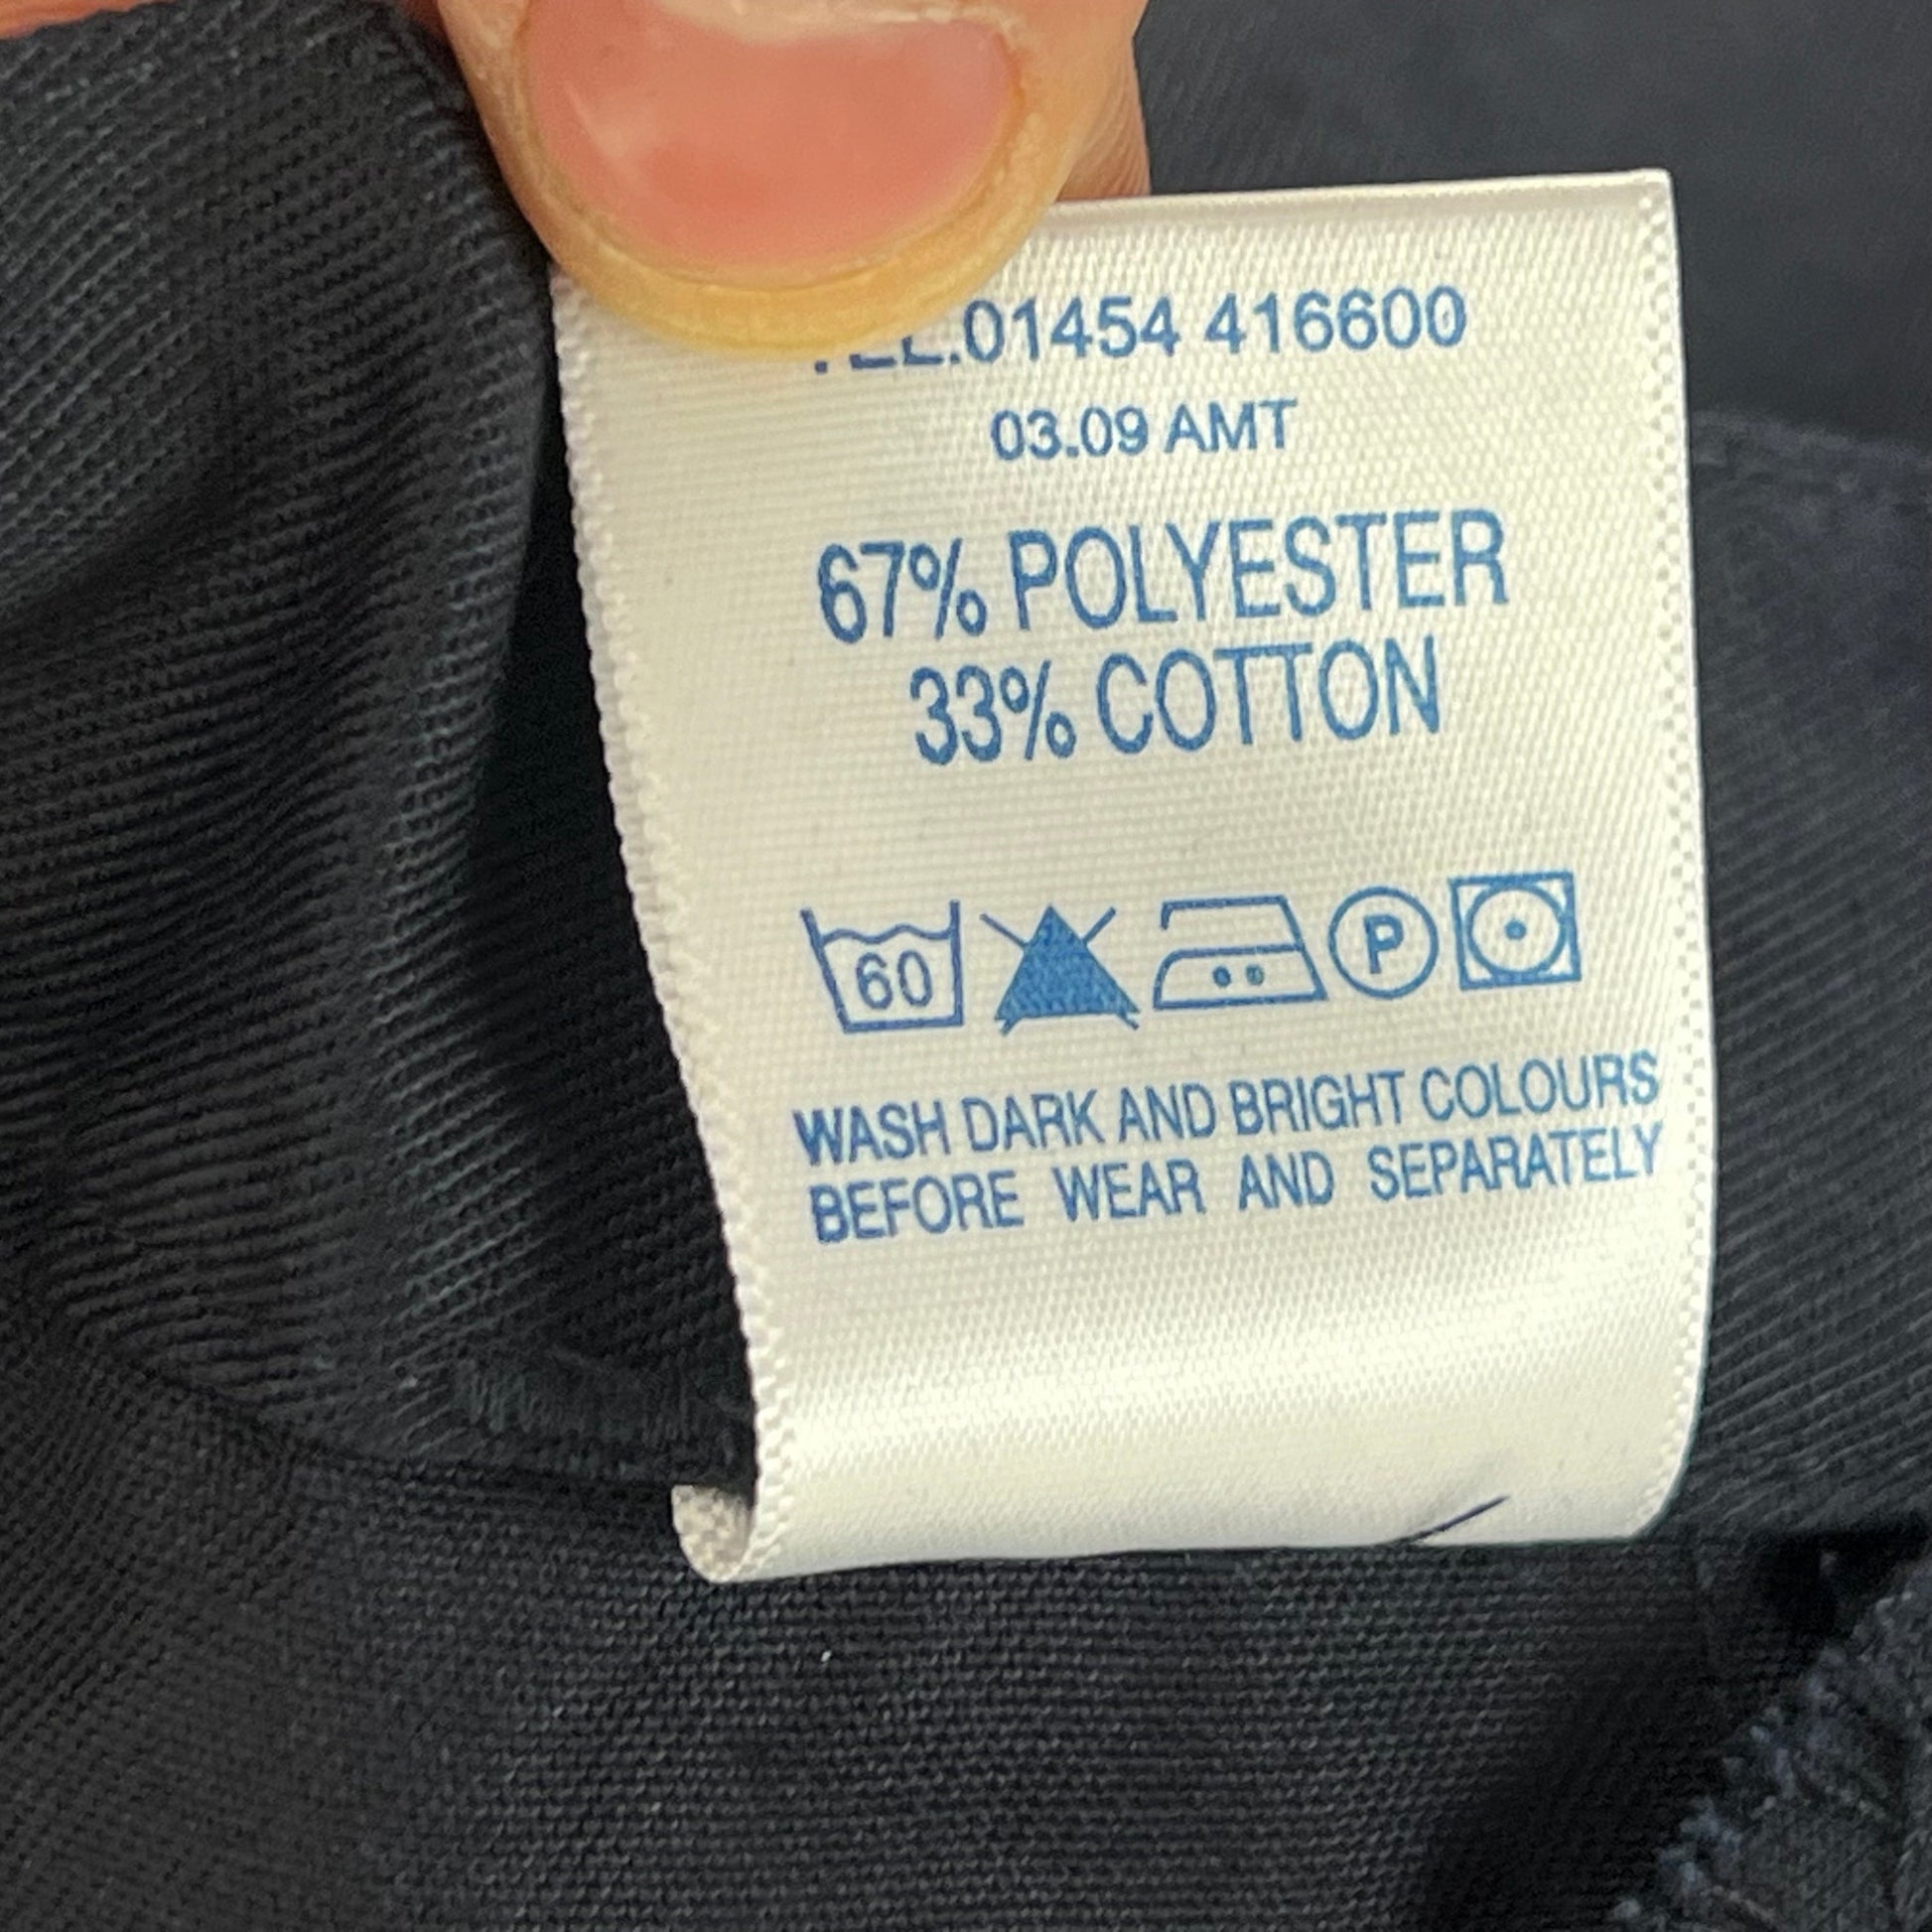 TEL.01454 416600
03.09 AMT
67% POLYESTER
33% COTTON
60 P
WASH DARK AND BRIGHT COLOURS
BEFORE WEAR AND SEPARATELY